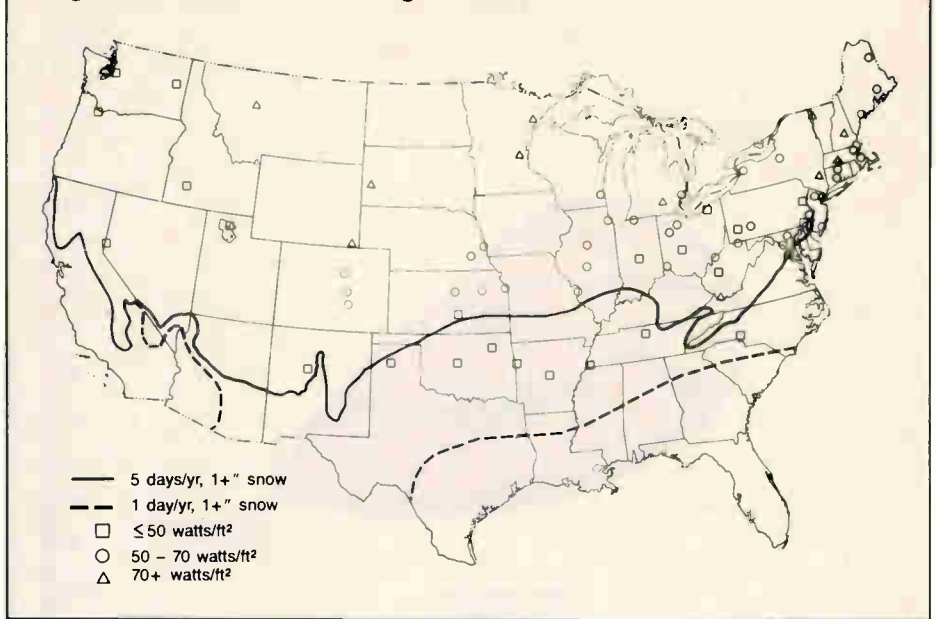 5 days/yr, 1+" snow
1 day/yr, 1+" snow
≤50 watts/ft²
50 – 70 watts/ft²
70+ watts/ft²